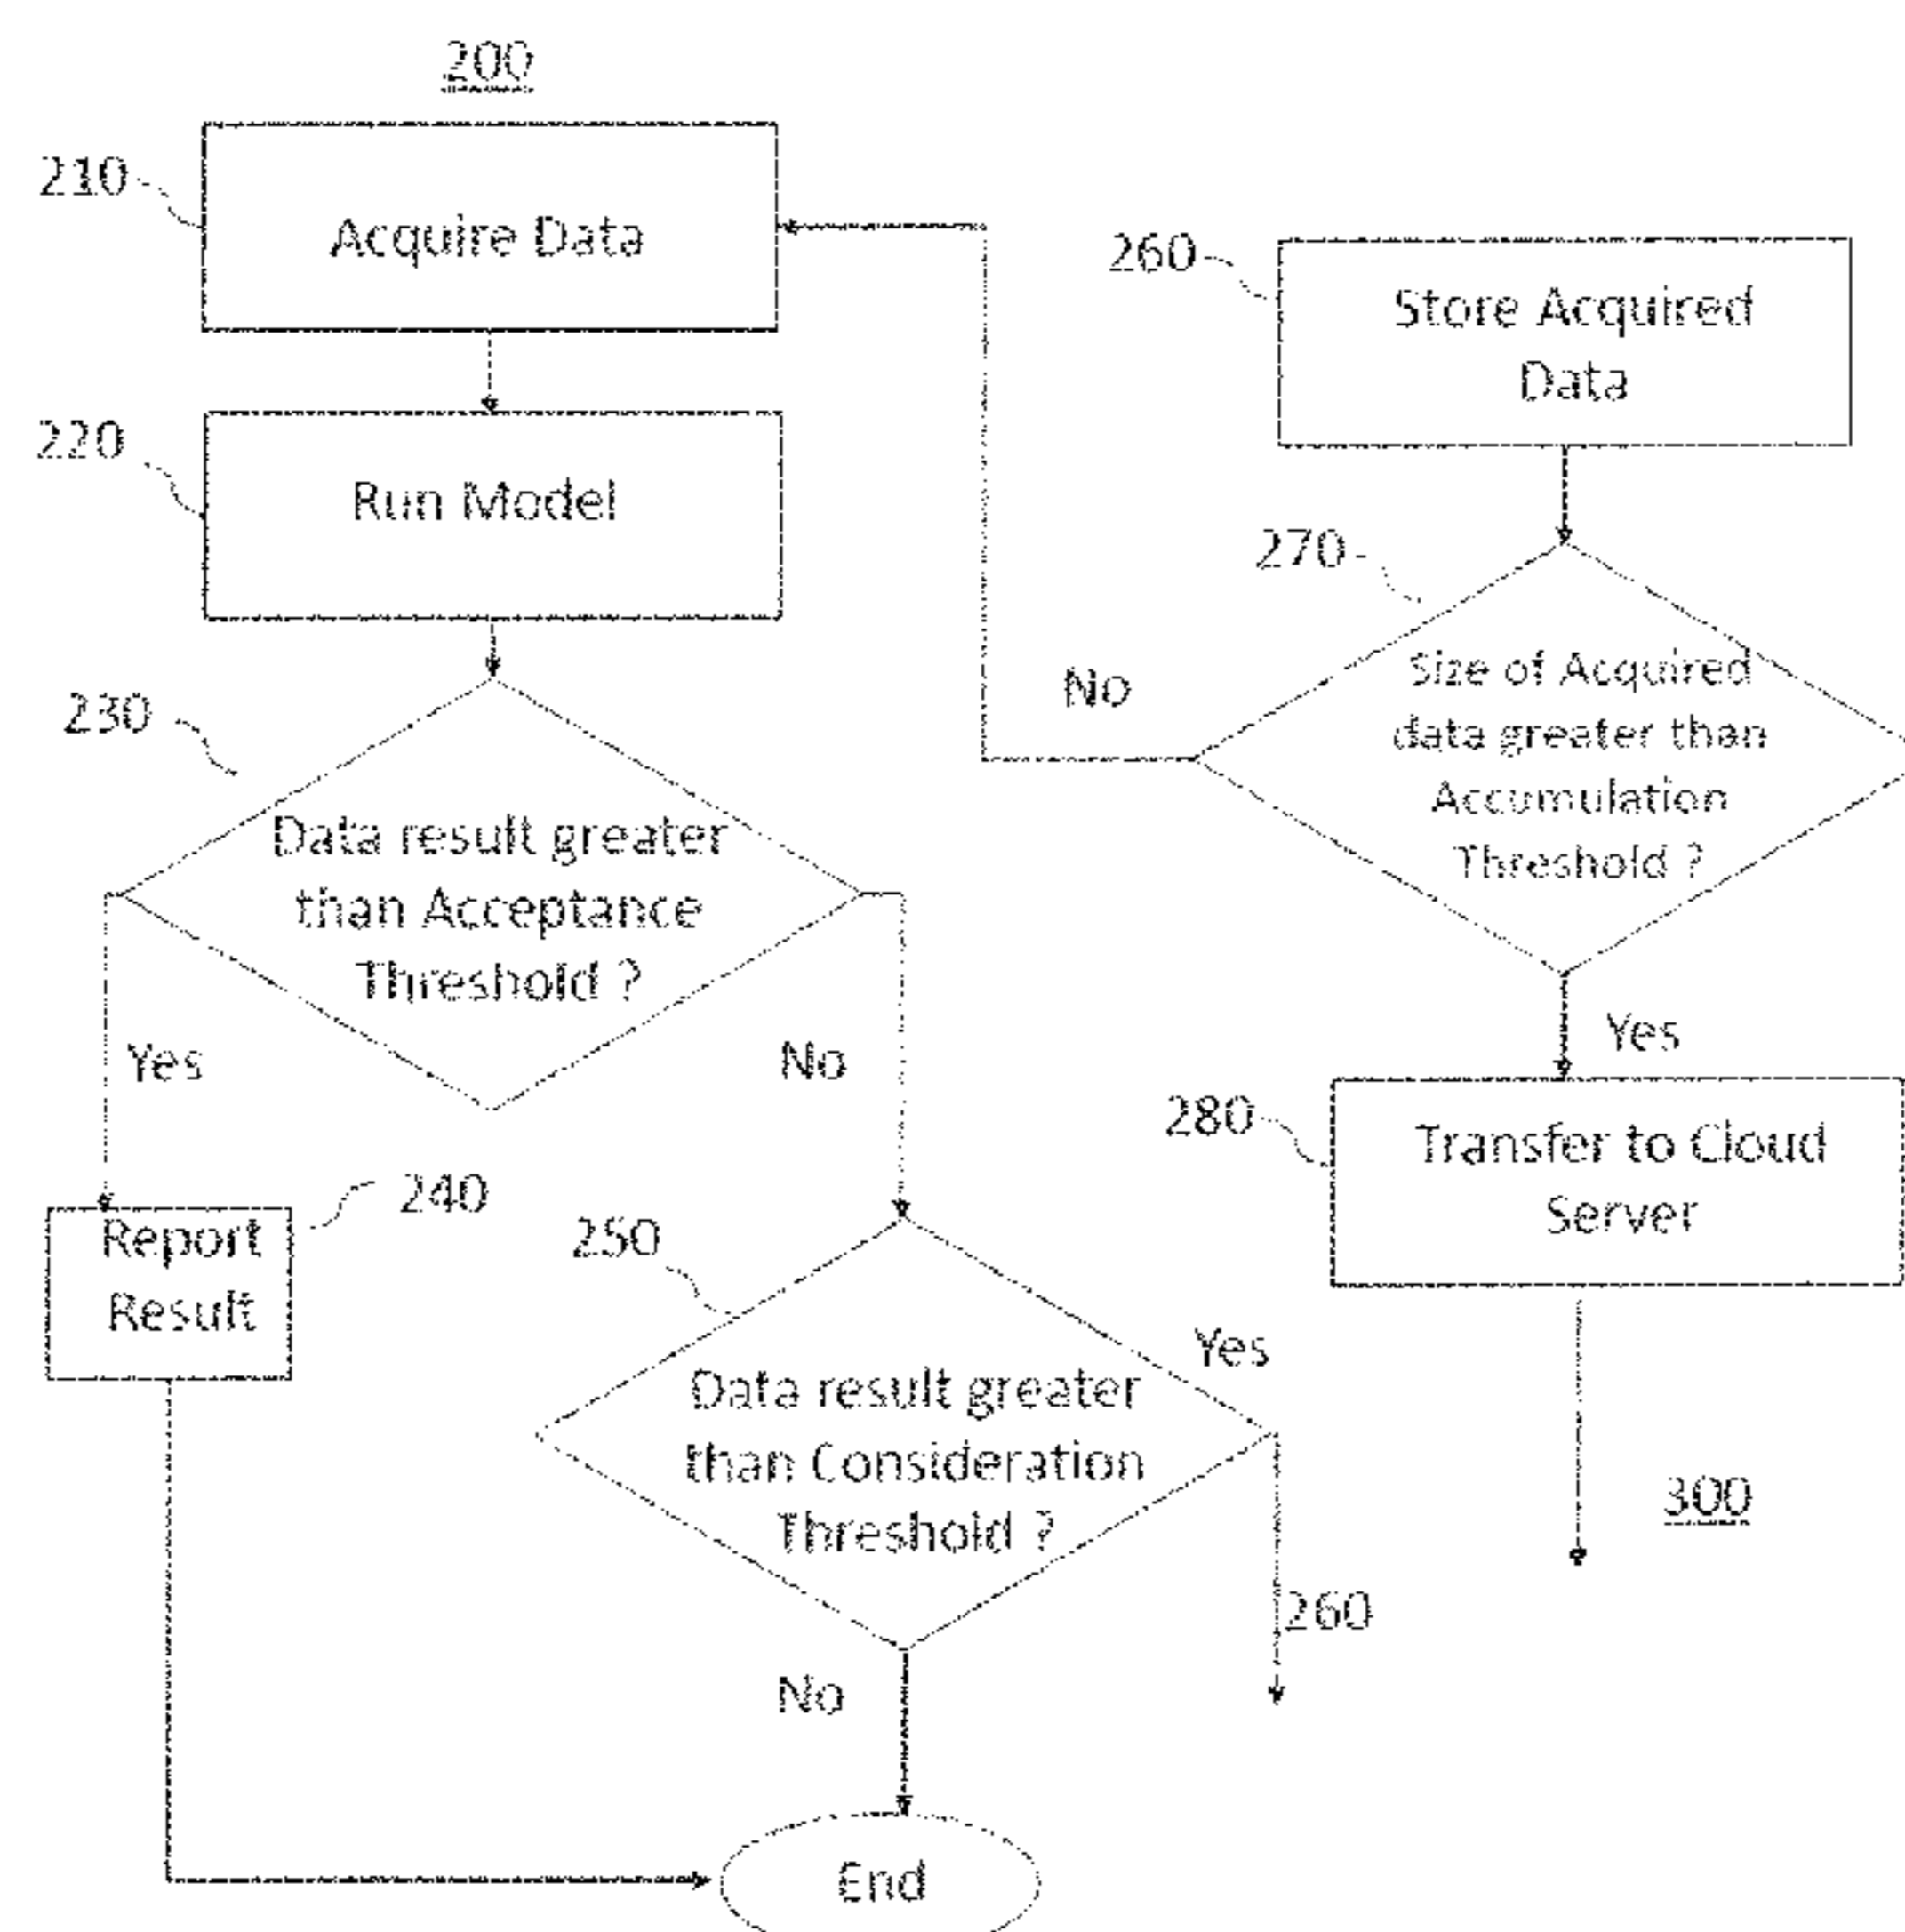 200
210
Acquire Data
220
Run Model
230
Data result greater
than Acceptance
Threshold ?
Yes
No
240
Report
Result
250
Data result greater
than Consideration
Threshold ?
Yes
260
No
End
260
Store Acquired
Data
270
Size of Acquired
data greater than
Accumulation
Threshold ?
No
Yes
280
Transfer to Cloud
Server
300